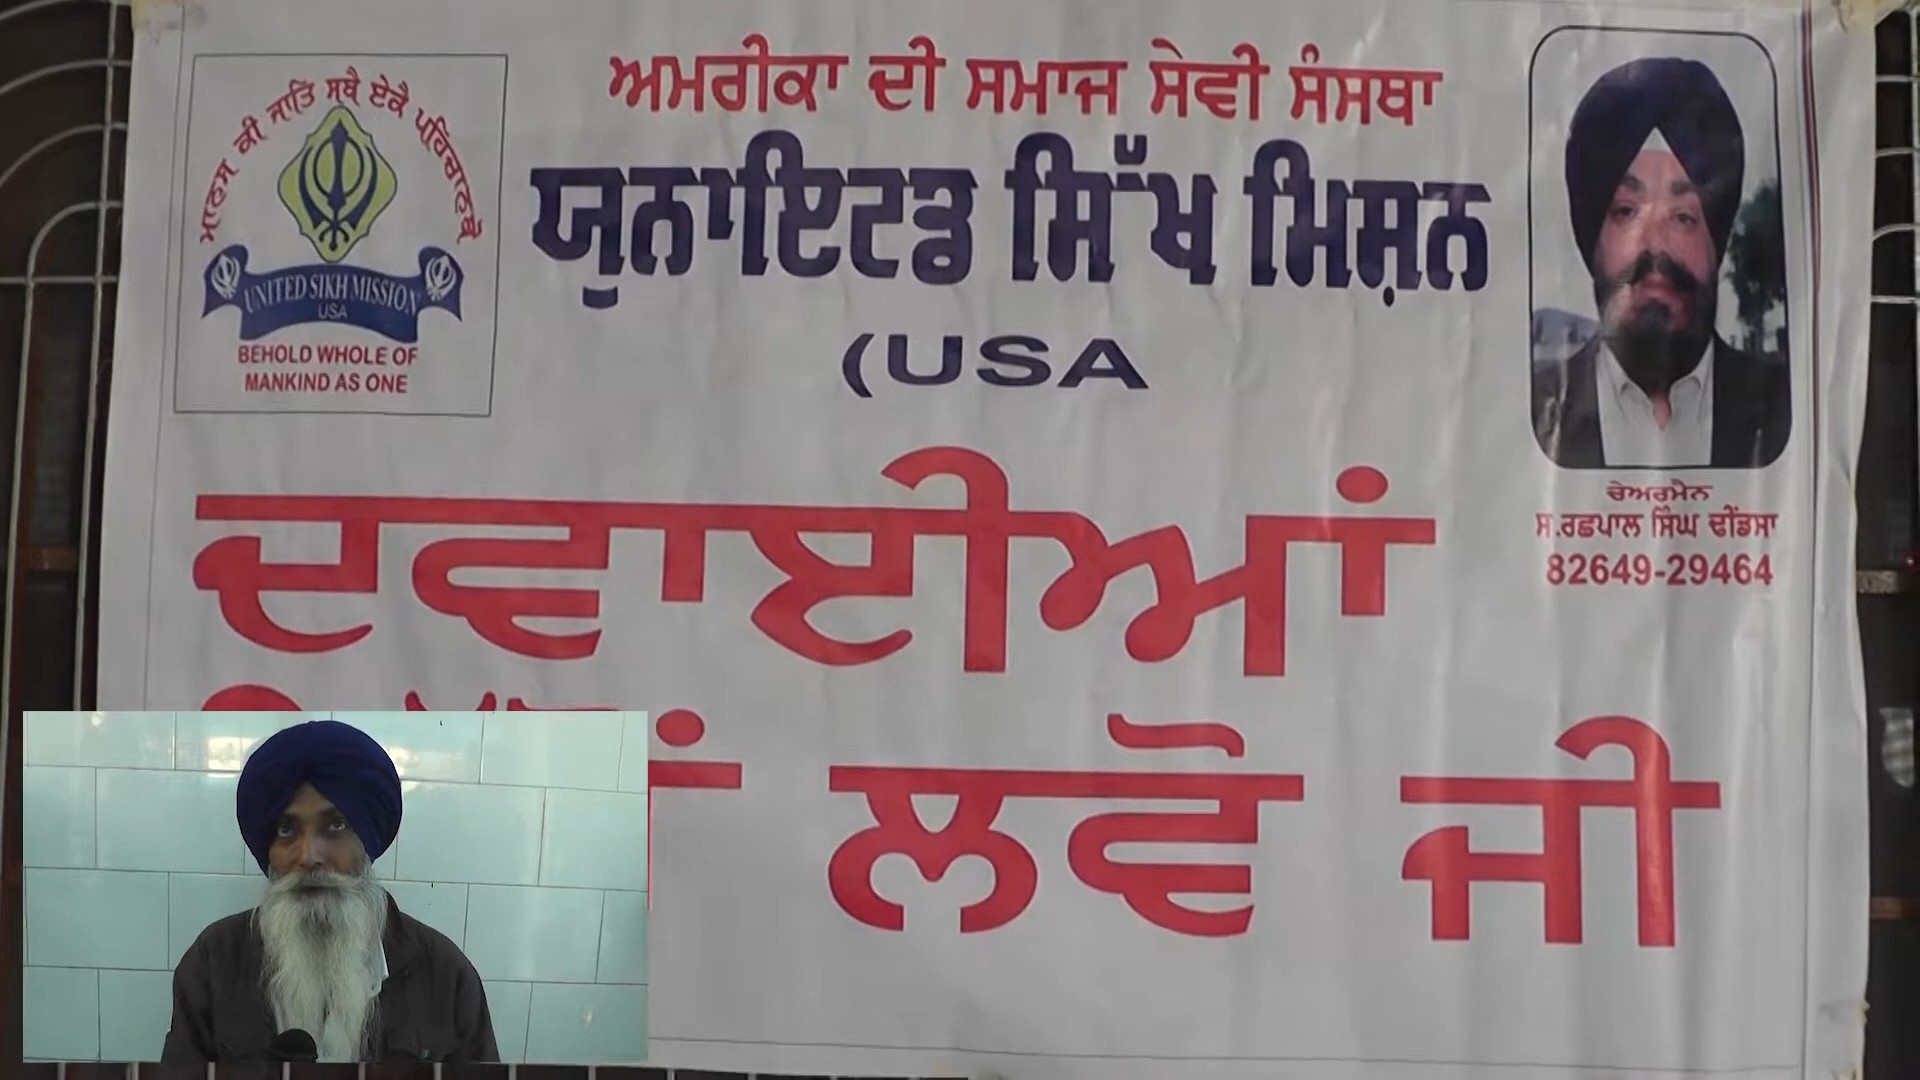 ਅਮਰੀਕਾ ਦੀ ਸਮਾਜ ਸੇਵੀ ਸੰਸਥਾ
ਯੁਨਾਇਟਡ ਸਿੱਖ ਮਿਸ਼ਨ
(USA
ਮਾਨਸ ਕੀ ਜਾਤਿ ਸਬੈ ਏਕੈ ਪਹਿਚਾਨਬੋ
UNITED SIKH MISSION
USA
BEHOLD WHOLE OF
MANKIND AS ONE
ਚੇਅਰਮੈਨ
ਸ.ਰਛਪਾਲ ਸਿੰਘ ਢੀਂਡਸਾ
82649-29464
ਦਵਾਈਆਂ
ਲਵੋ ਜੀ